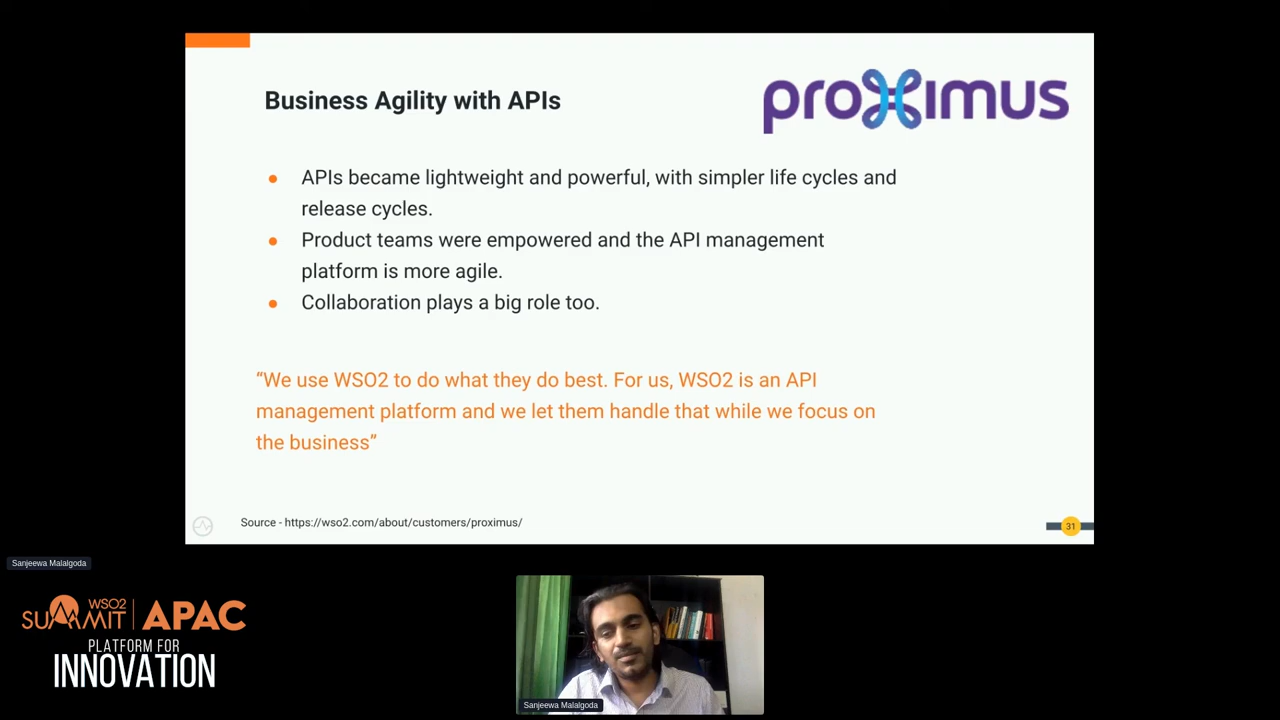 Business Agility with APIs
proximus
● APIs became lightweight and powerful, with simpler life cycles and
release cycles.
● Product teams were empowered and the API management
platform is more agile.
● Collaboration plays a big role too.
“We use WSO2 to do what they do best. For us, WSO2 is an API
management platform and we let them handle that while we focus on
the business”
Source - https://wso2.com/about/customers/proximus/
31
Sanjeewa Malalgoda
WSO2
SUMMIT APAC
PLATFORM FOR
INNOVATION
Sanjeewa Malalgoda